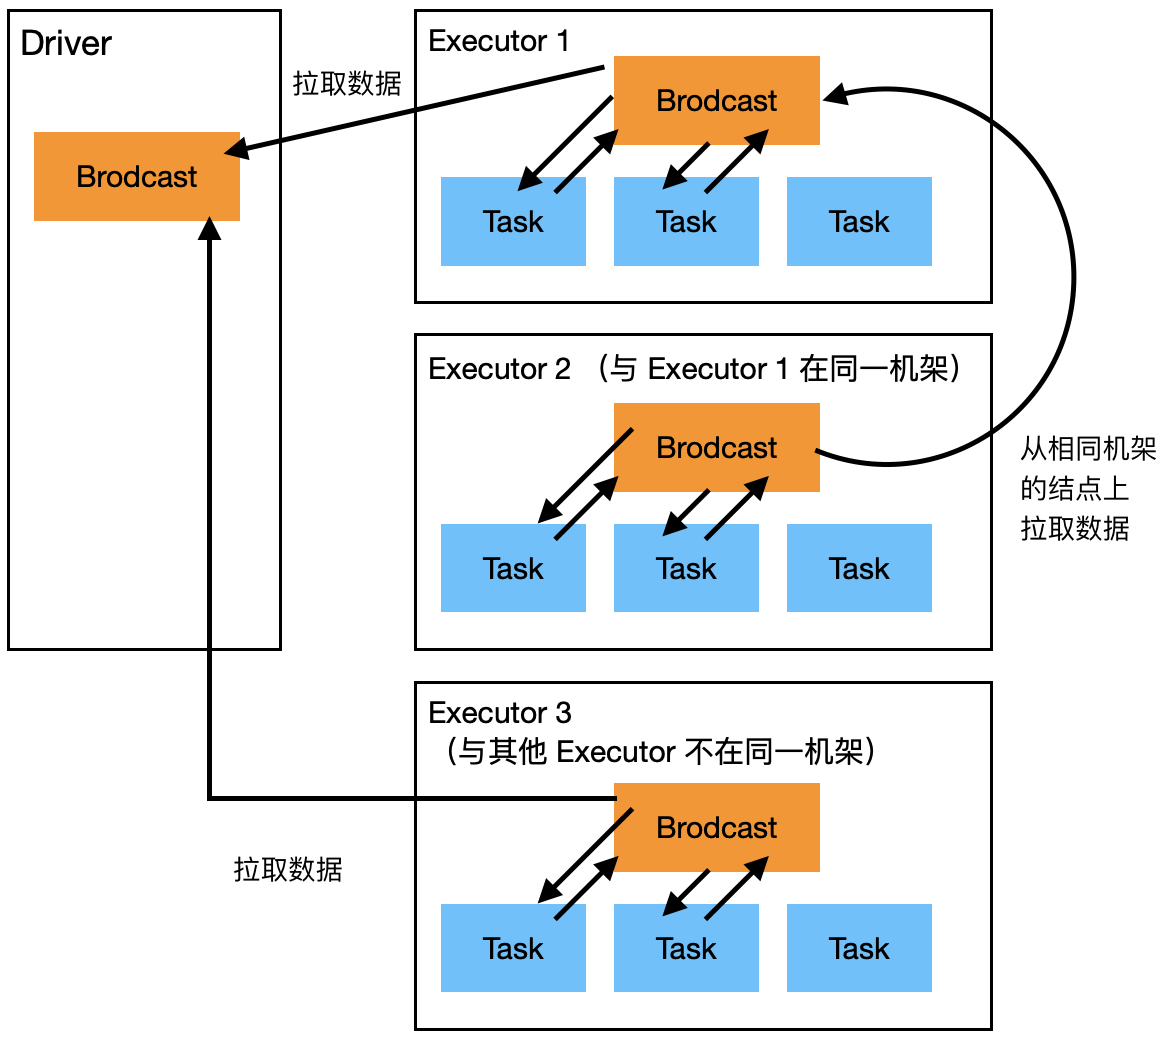 Driver
Brodcast
拉取数据
Executor 1
Brodcast
Task
Task
Task
Executor 2 （与 Executor 1 在同一机架）
Brodcast
Task
Task
Task
从相同机架
的结点上
拉取数据
Executor 3
（与其他 Executor 不在同一机架）
Brodcast
拉取数据
Task
Task
Task